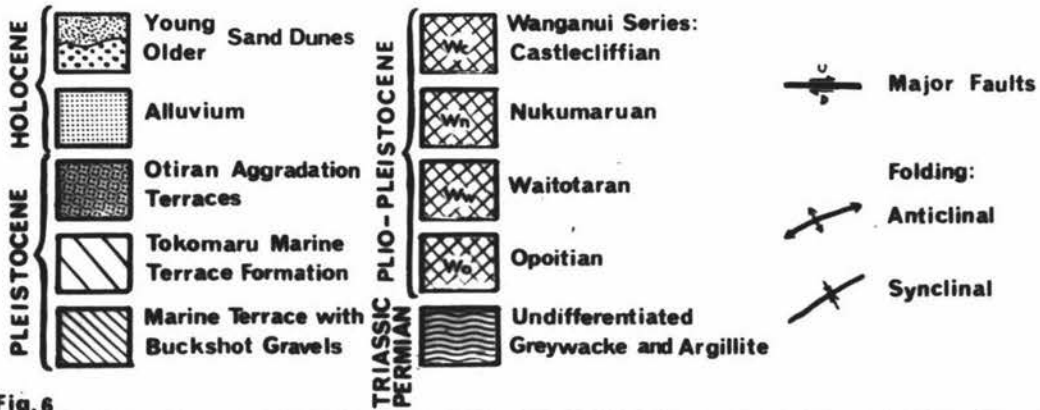 HOLOCENE
Young
Older
Sand Dunes
Alluvium
PLEISTOCENE
Otiran Aggradation
Terraces
Tokomaru Marine
Terrace Formation
Marine Terrace with
Buckshot Gravels
PLIO-PLEISTOCENE
Wc
Wanganui Series:
Castlecliffian
Wn
Nukumaruan
Ww
Waitotaran
Wo
Opoitian
TRIASSIC
PERMIAN
Undifferentiated
Greywacke and Argillite
U
D
Major Faults
Folding:
Anticlinal
Synclinal
Fig. 6